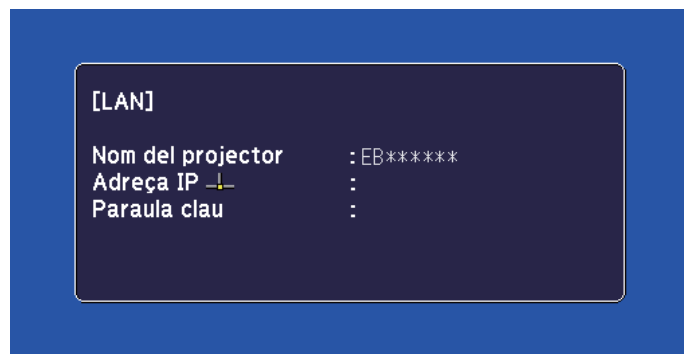 [LAN]
Nom del projector :EB******
Adreça IP :
Paraula clau :